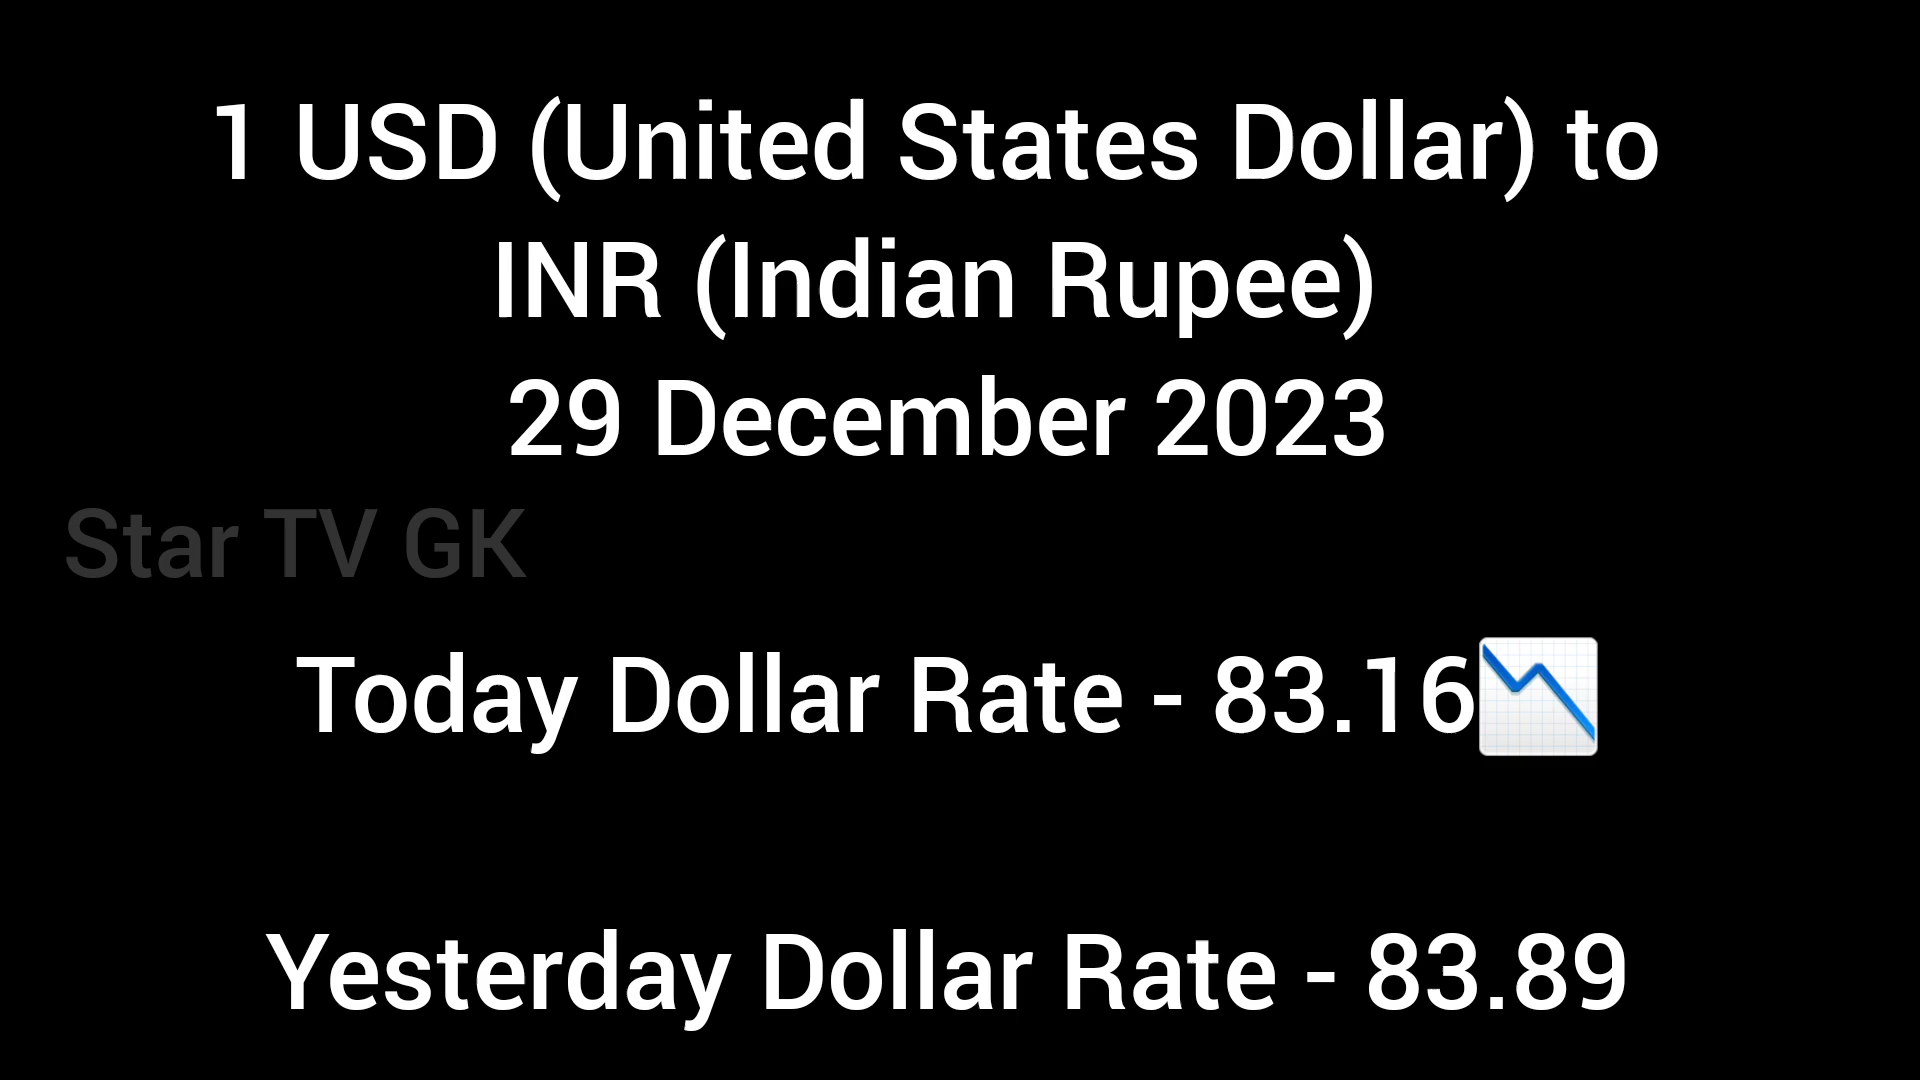 1 USD (United States Dollar) to
INR (Indian Rupee)
29 December 2023
Star TV GK
Today Dollar Rate - 83.16
Yesterday Dollar Rate - 83.89